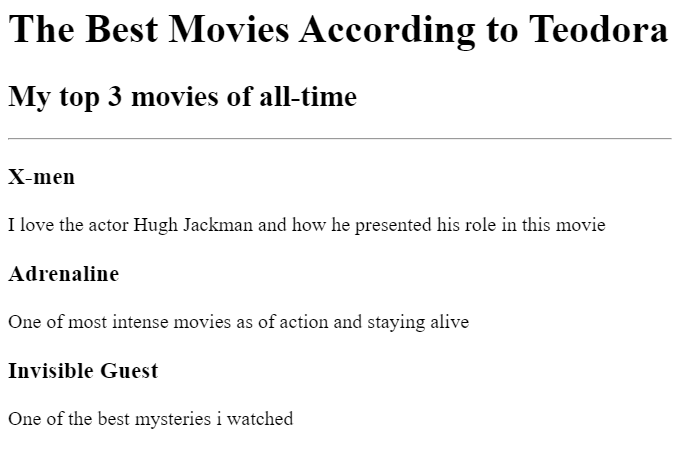 The Best Movies According to Teodora
My top 3 movies of all-time
X-men
I love the actor Hugh Jackman and how he presented his role in this movie
Adrenaline
One of most intense movies as of action and staying alive
Invisible Guest
One of the best mysteries i watched